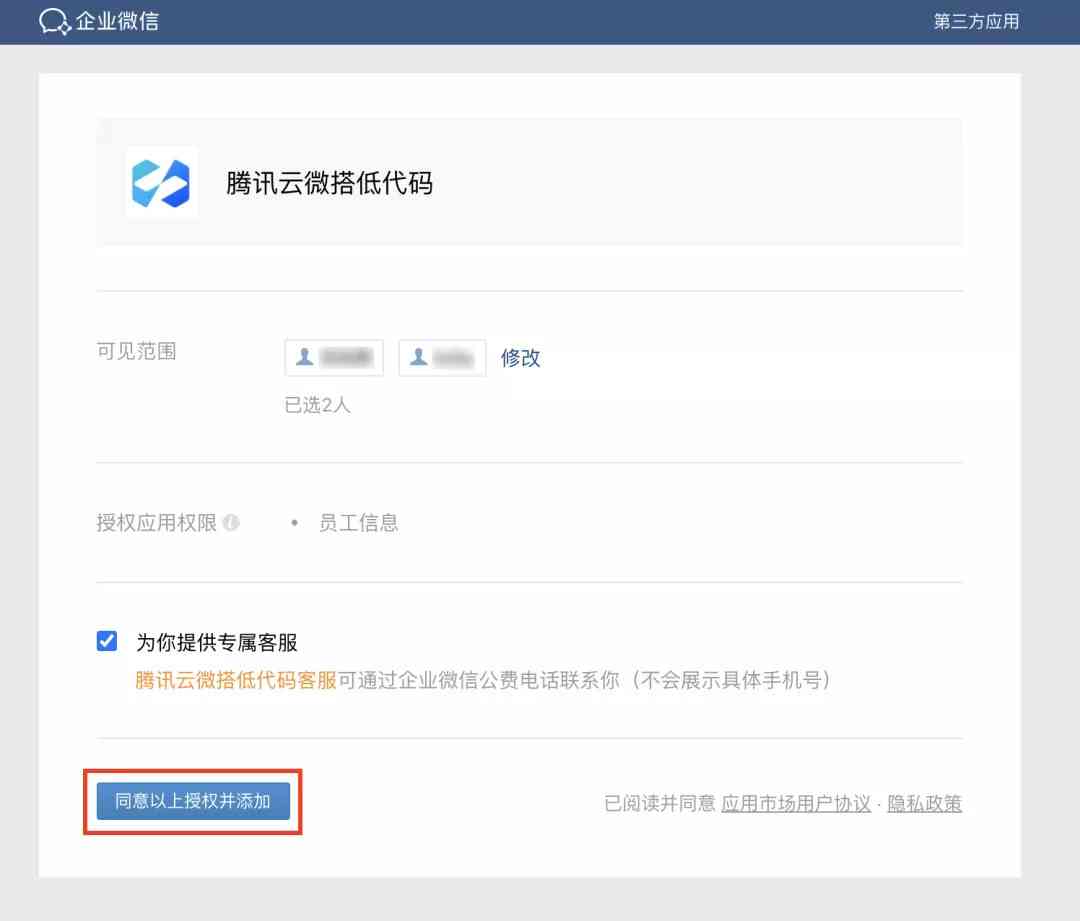 企业微信 第三方应用
腾讯云微搭低代码
可见范围 修改
已选2人
授权应用权限 • 员工信息
为你提供专属客服
腾讯云微搭低代码客服可通过企业微信公费电话联系你（不会展示具体手机号）
同意以上授权并添加 已阅读并同意 应用市场用户协议 · 隐私政策